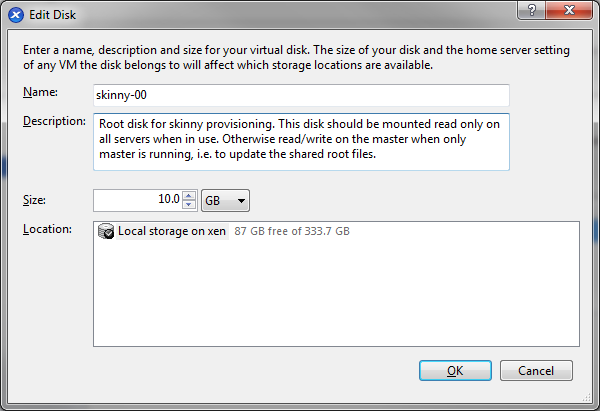 Edit Disk
Enter a name, description and size for your virtual disk. The size of your disk and the home server setting
of any VM the disk belongs to will affect which storage locations are available.
Name: skinny-00
Description: Root disk for skinny provisioning. This disk should be mounted read only on
all servers when in use. Otherwise read/write on the master when only
master is running, i.e. to update the shared root files.
Size: 10.0 GB
Location: Local storage on xen 87 GB free of 333.7 GB
OK Cancel